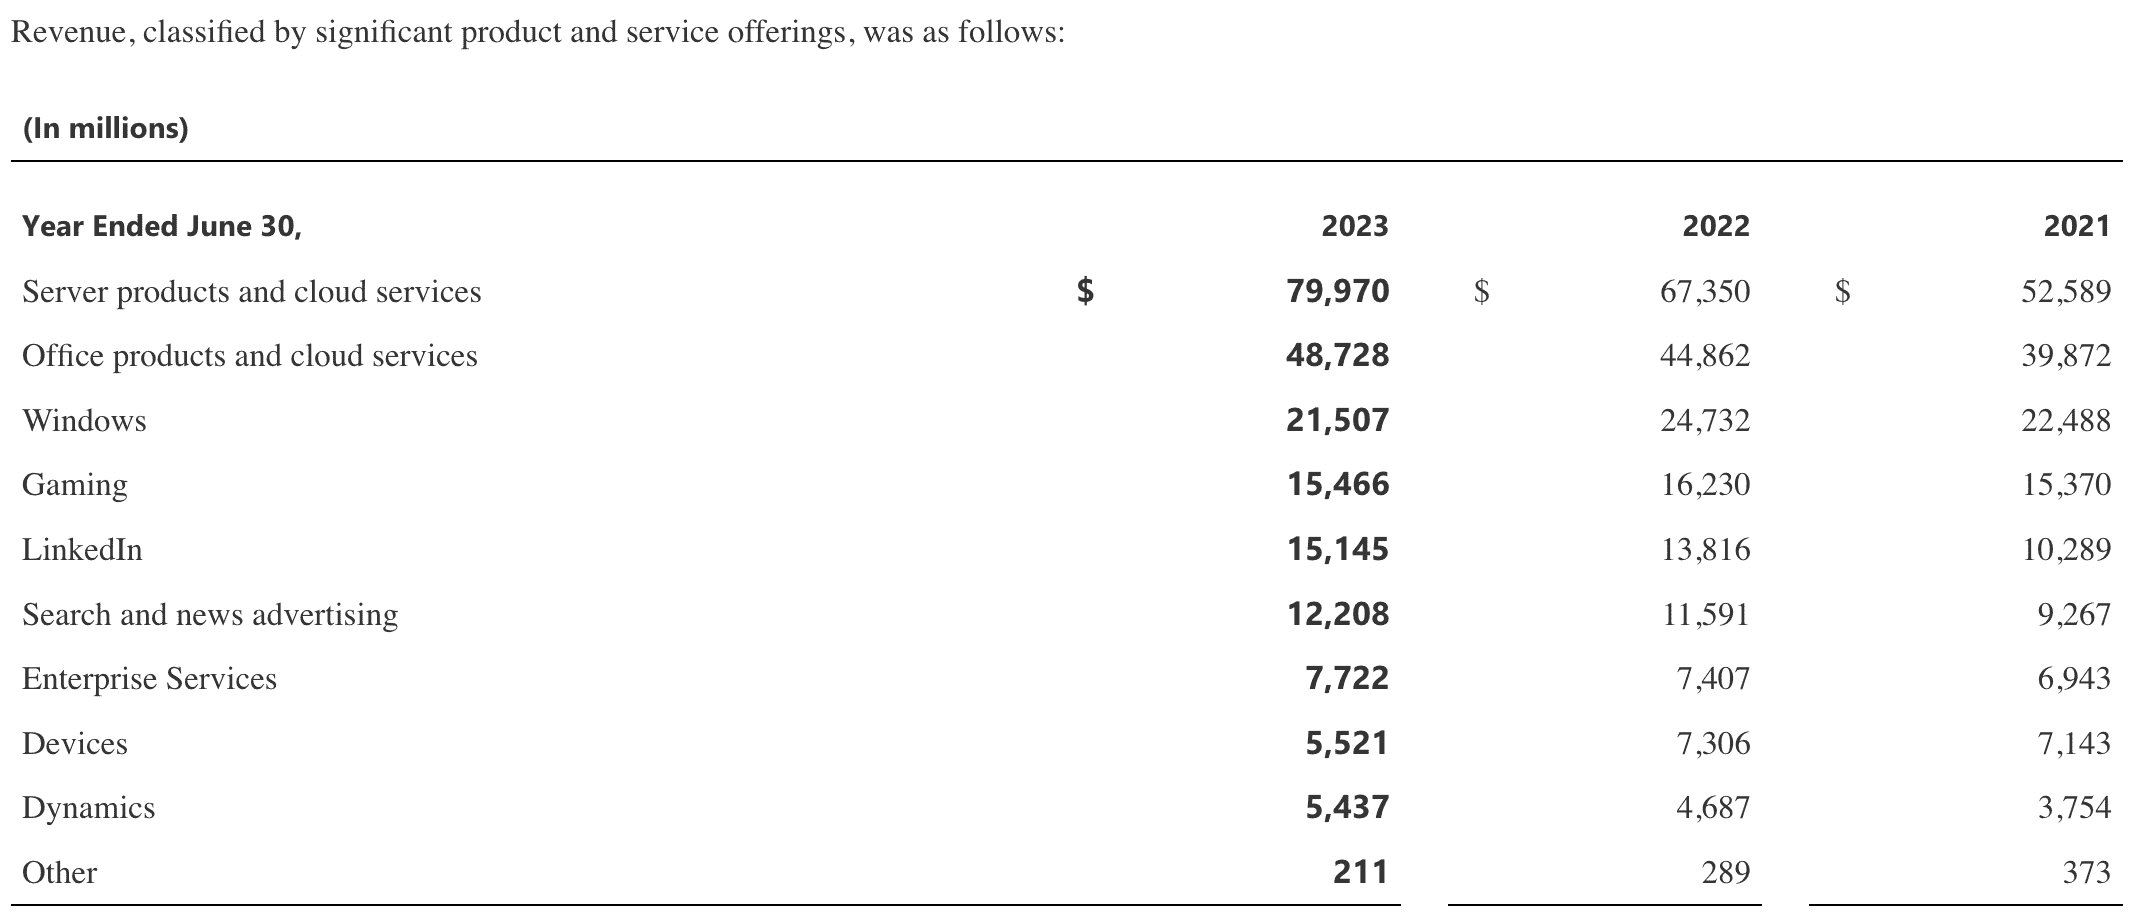 Revenue, classified by significant product and service offerings, was as follows:
(In millions)
Year Ended June 30, 2023 2022 2021
Server products and cloud services $ 79,970 $ 67,350 $ 52,589
Office products and cloud services 48,728 44,862 39,872
Windows 21,507 24,732 22,488
Gaming 15,466 16,230 15,370
LinkedIn 15,145 13,816 10,289
Search and news advertising 12,208 11,591 9,267
Enterprise Services 7,722 7,407 6,943
Devices 5,521 7,306 7,143
Dynamics 5,437 4,687 3,754
Other 211 289 373